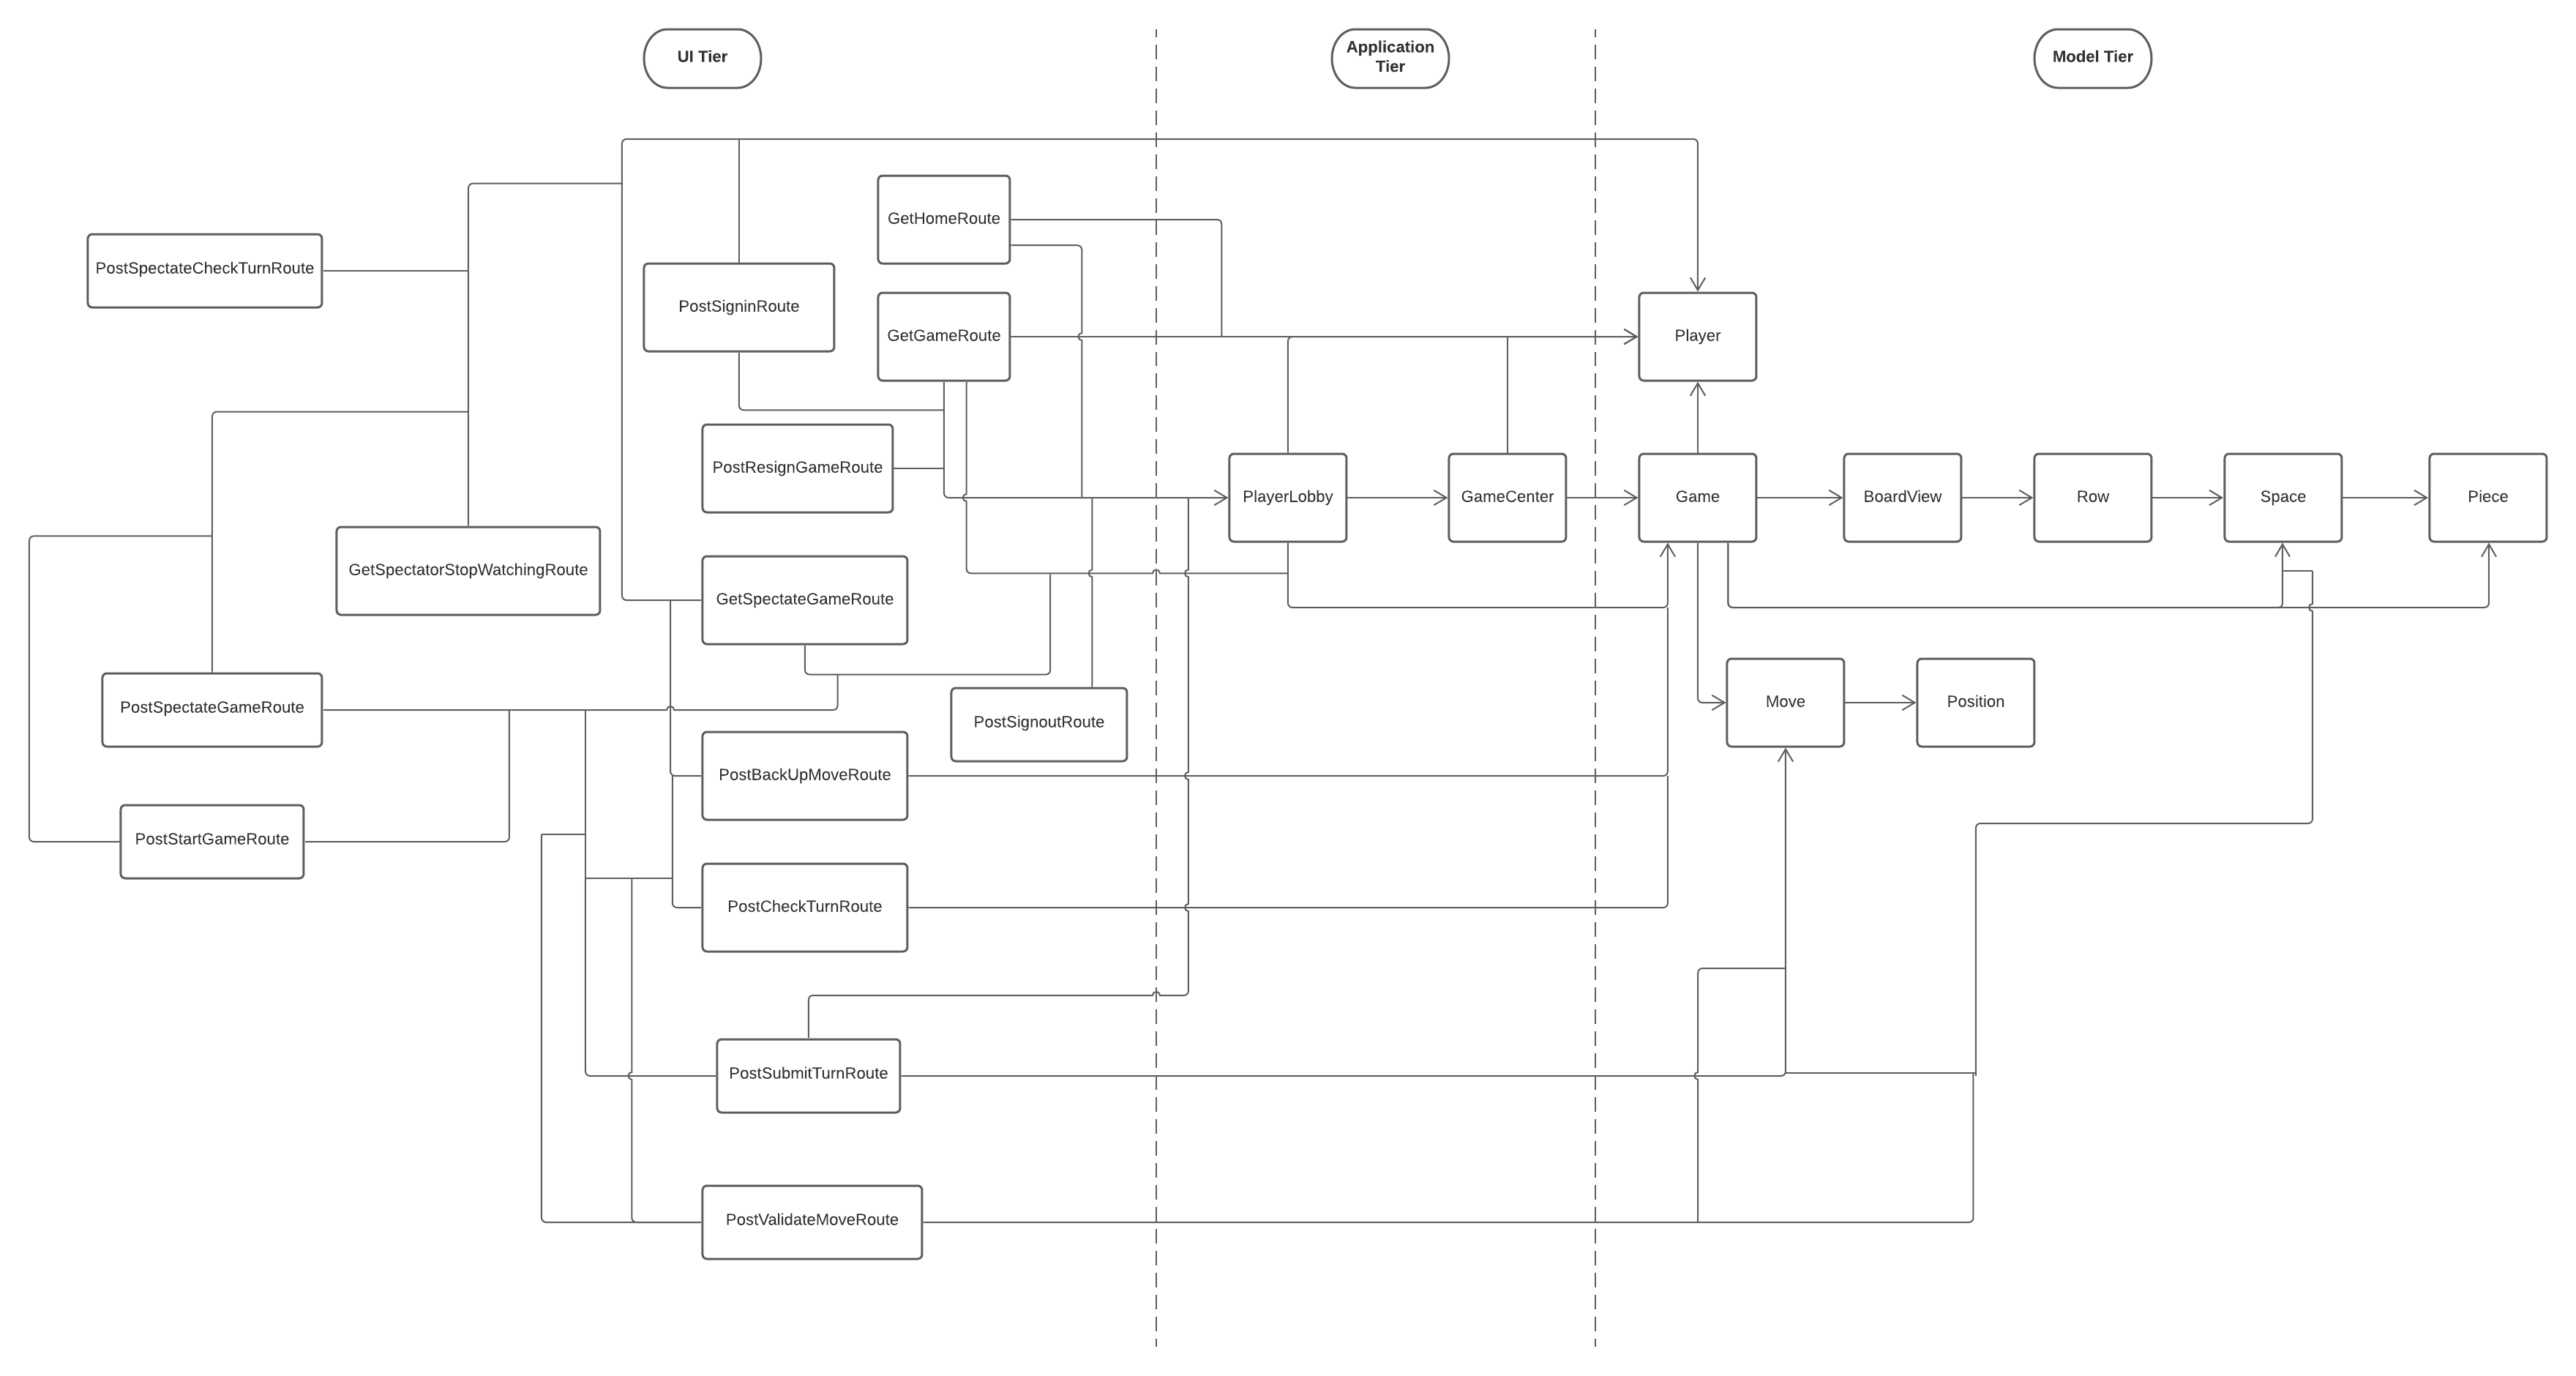 UI Tier
Application
Tier
Model Tier
GetHomeRoute
PostSpectateCheckTurnRoute
PostSigninRoute
GetGameRoute
Player
PostResignGameRoute
PlayerLobby
GameCenter
Game
BoardView
Row
Space
Piece
GetSpectatorStopWatchingRoute
GetSpectateGameRoute
PostSpectateGameRoute
PostSignoutRoute
Move
Position
PostBackUpMoveRoute
PostStartGameRoute
PostCheckTurnRoute
PostSubmitTurnRoute
PostValidateMoveRoute